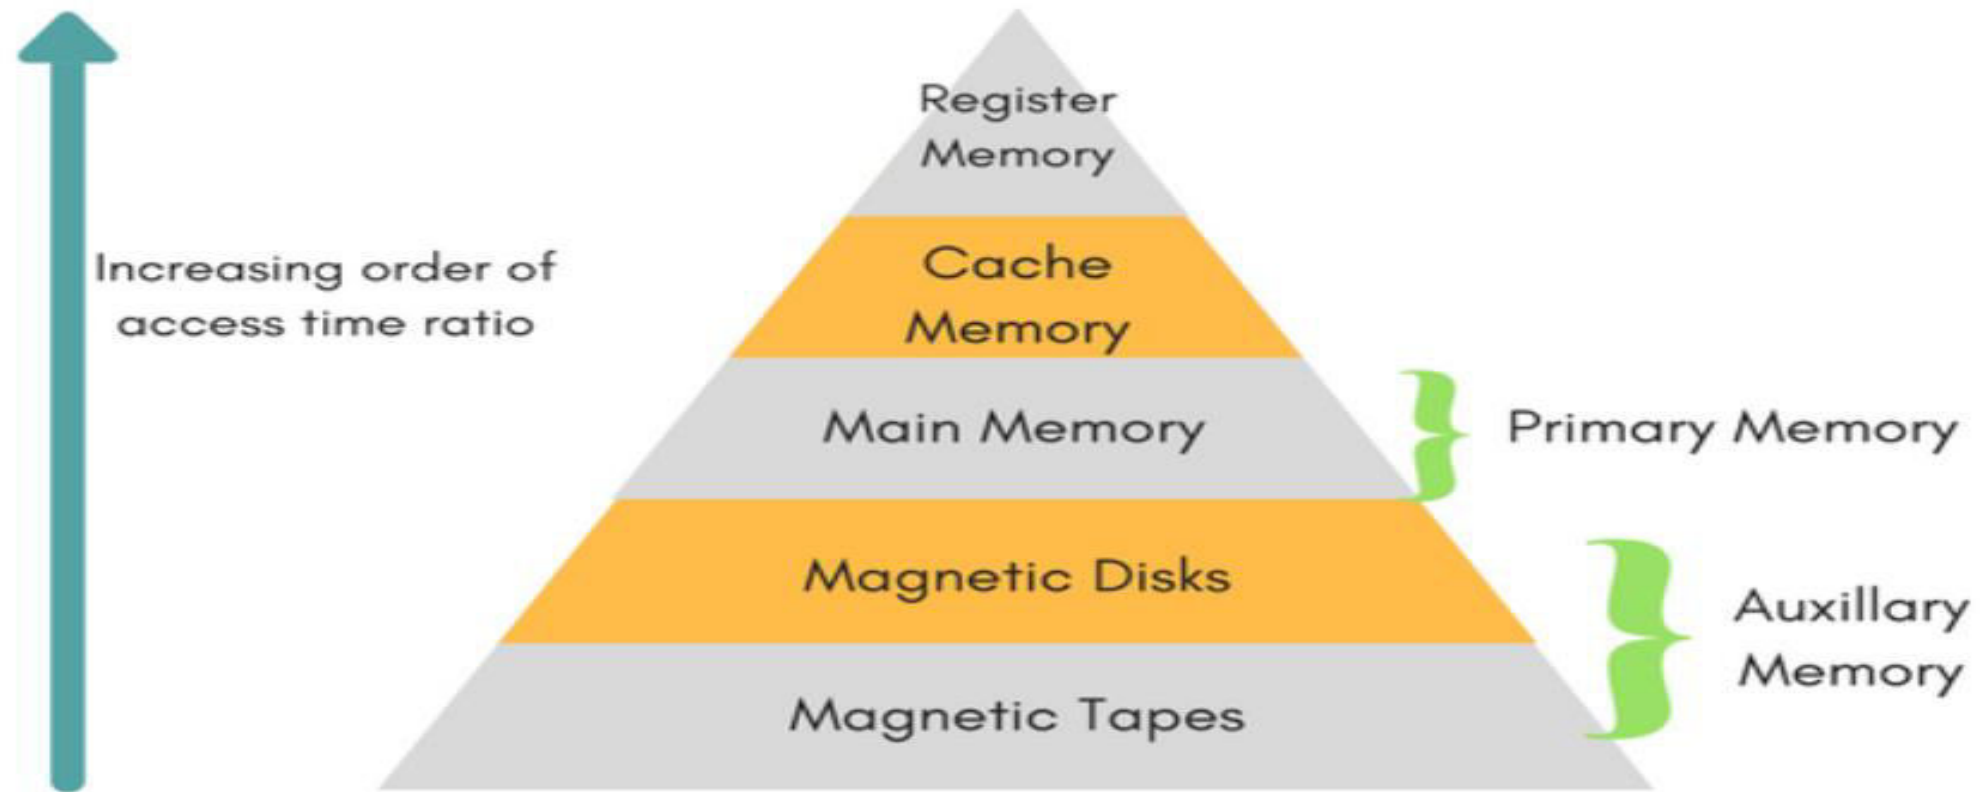 Register
Memory
Cache
Memory
Increasing order of
access time ratio
Main Memory
Primary Memory
Magnetic Disks
Auxillary
Memory
Magnetic Tapes